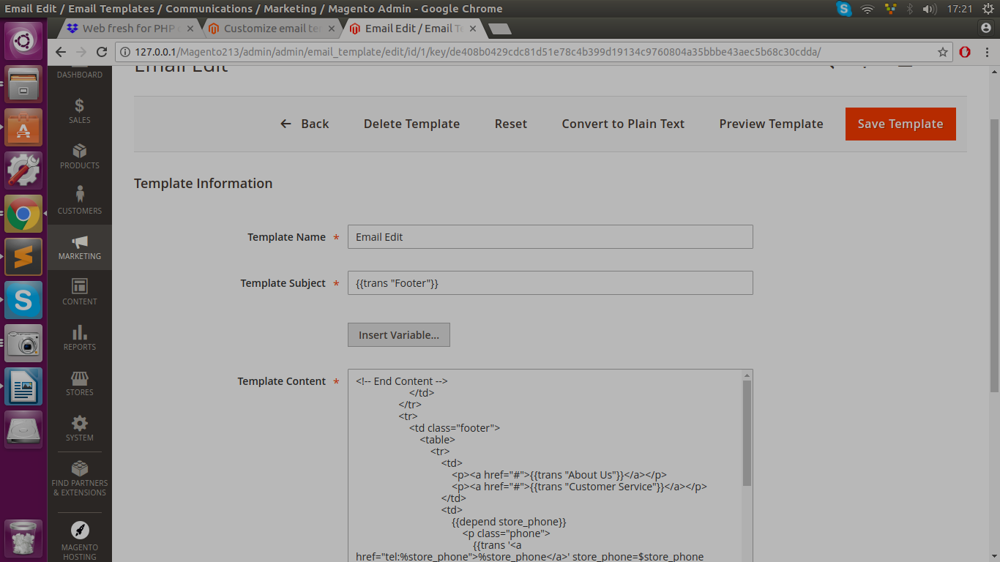 Email Edit / Email Templates / Communications / Marketing / Magento Admin - Google Chrome
17:21
Web fresh for PHP
Customize email te
Email Edit / Email Te
127.0.0.1/Magento213/admin/admin/email_template/edit/id/1/key/de408b0429cdc81d51e78c4b399d19134c9760804a35bbbe43aec5b68c30cdda/
DASHBOARD
SALES
PRODUCTS
CUSTOMERS
MARKETING
CONTENT
REPORTS
STORES
SYSTEM
FIND PARTNERS
& EXTENSIONS
MAGENTO
HOSTING
Email Edit
Back
Delete Template
Reset
Convert to Plain Text
Preview Template
Save Template
Template Information
Template Name *
Email Edit
Template Subject *
{{trans "Footer"}}
Insert Variable...
Template Content *
<!-- End Content -->
</td>
</tr>
<tr>
<td class="footer">
<table>
<tr>
<td>
<p><a href="#">{{trans "About Us"}}</a></p>
<p><a href="#">{{trans "Customer Service"}}</a></p>
</td>
<td>
{{depend store_phone}}
<p class="phone">
{{trans '<a
href="tel:%store_phone">%store_phone</a>' store_phone=$store_phone